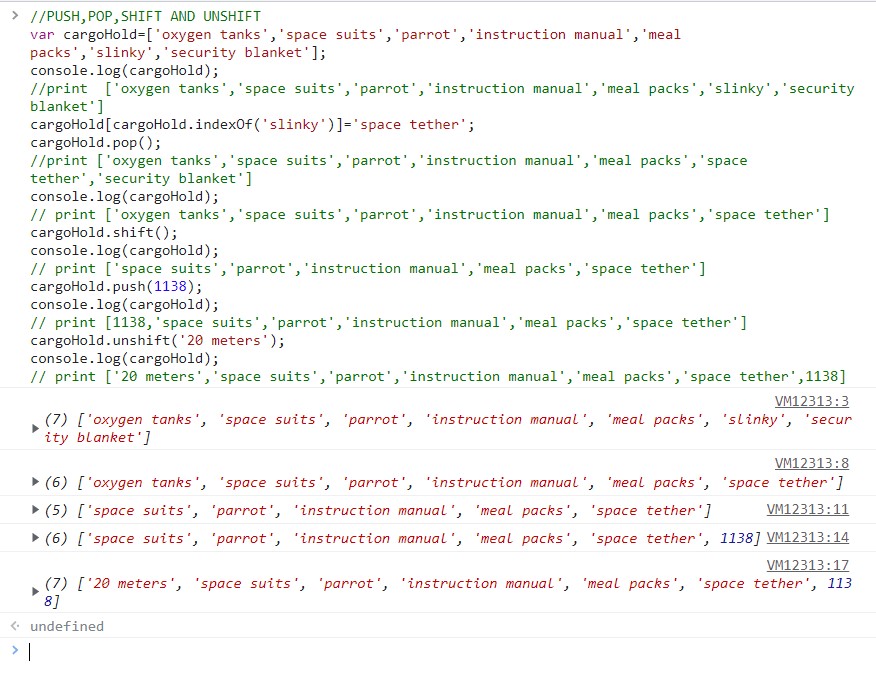 //PUSH,POP,SHIFT AND UNSHIFT
var cargoHold=['oxygen tanks','space suits','parrot','instruction manual','meal
packs','slinky','security blanket'];
console.log(cargoHold);
//print  ['oxygen tanks','space suits','parrot','instruction manual','meal packs','slinky','security
blanket']
cargoHold[cargoHold.indexOf('slinky')]='space tether';
cargoHold.pop();
//print ['oxygen tanks','space suits','parrot','instruction manual','meal packs','space
tether','security blanket']
console.log(cargoHold);
// print ['oxygen tanks','space suits','parrot','instruction manual','meal packs','space tether']
cargoHold.shift();
console.log(cargoHold);
// print ['space suits','parrot','instruction manual','meal packs','space tether']
cargoHold.push(1138);
console.log(cargoHold);
// print [1138,'space suits','parrot','instruction manual','meal packs','space tether']
cargoHold.unshift('20 meters');
console.log(cargoHold);
// print ['20 meters','space suits','parrot','instruction manual','meal packs','space tether',1138]
VM12313:3
(7) ['oxygen tanks', 'space suits', 'parrot', 'instruction manual', 'meal packs', 'slinky', 'secur
ity blanket']
VM12313:8
(6) ['oxygen tanks', 'space suits', 'parrot', 'instruction manual', 'meal packs', 'space tether']
(5) ['space suits', 'parrot', 'instruction manual', 'meal packs', 'space tether'] VM12313:11
(6) ['space suits', 'parrot', 'instruction manual', 'meal packs', 'space tether', 1138] VM12313:14
VM12313:17
(7) ['20 meters', 'space suits', 'parrot', 'instruction manual', 'meal packs', 'space tether', 113
8]
undefined